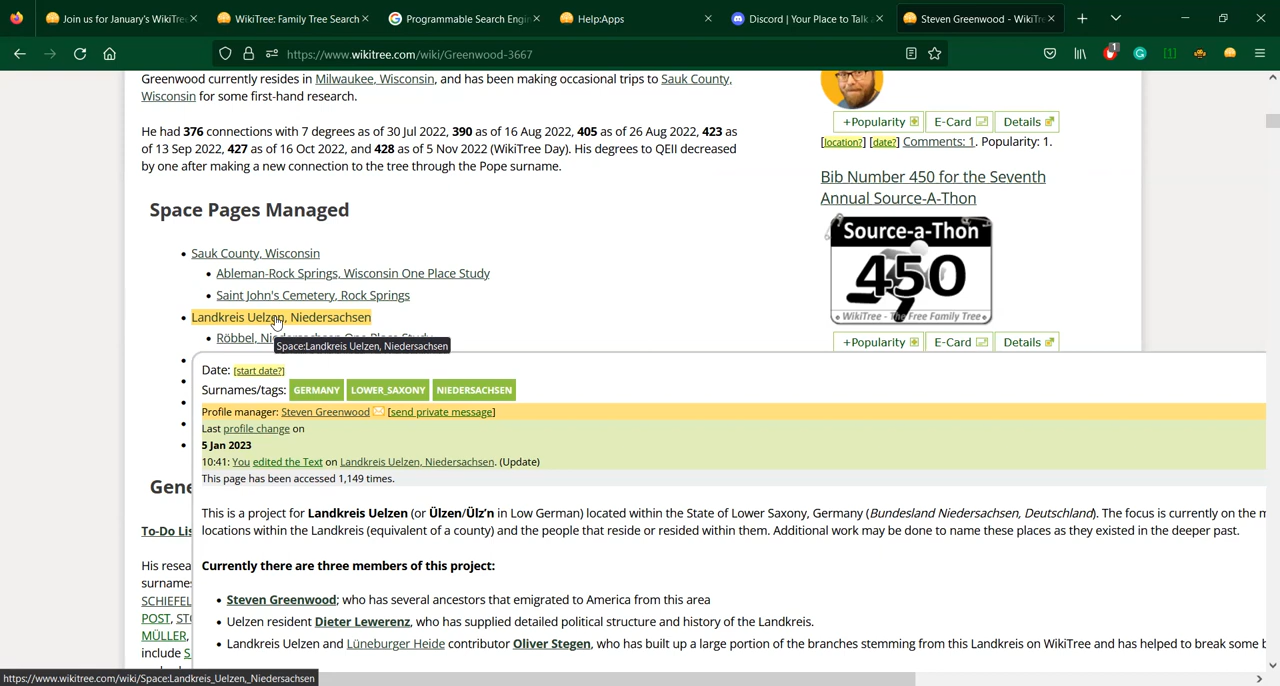 Join us for January's WikiTre
WikiTree: Family Tree Search
Programmable Search Engin
Help:Apps
Discord | Your Place to Talk
Steven Greenwood - WikiTre
https://www.wikitree.com/wiki/Greenwood-3667
Greenwood currently resides in Milwaukee, Wisconsin, and has been making occasional trips to Sauk County,
Wisconsin for some first-hand research.
He had 376 connections with 7 degrees as of 30 Jul 2022, 390 as of 16 Aug 2022, 405 as of 26 Aug 2022, 423 as
of 13 Sep 2022, 427 as of 16 Oct 2022, and 428 as of 5 Nov 2022 (WikiTree Day). His degrees to QEII decreased
by one after making a new connection to the tree through the Pope surname.
Space Pages Managed
Sauk County, Wisconsin
Ableman-Rock Springs, Wisconsin One Place Study
Saint John's Cemetery, Rock Springs
Landkreis Uelzen, Niedersachsen
Röbbel, Niedersachsen One Place Study
Space:Landkreis Uelzen, Niedersachsen
+Popularity E-Card Details
[location?] [date?] Comments: 1. Popularity: 1.
Bib Number 450 for the Seventh
Annual Source-A-Thon
Source-a-Thon
450
WikiTree - The Free Family Tree
+Popularity E-Card Details
Date: [start date?]
Surnames/tags: GERMANY LOWER_SAXONY NIEDERSACHSEN
Profile manager: Steven Greenwood [send private message]
Last profile change on
5 Jan 2023
10:41: You edited the Text on Landkreis Uelzen, Niedersachsen. (Update)
This page has been accessed 1,149 times.
This is a project for Landkreis Uelzen (or Ülzen/Ülz'n in Low German) located within the State of Lower Saxony, Germany (Bundesland Niedersachsen, Deutschland). The focus is currently on the m
locations within the Landkreis (equivalent of a county) and the people that reside or resided within them. Additional work may be done to name these places as they existed in the deeper past.
Currently there are three members of this project:
Steven Greenwood; who has several ancestors that emigrated to America from this area
Uelzen resident Dieter Lewerenz, who has supplied detailed political structure and history of the Landkreis.
Landkreis Uelzen and Lüneburger Heide contributor Oliver Stegen, who has built up a large portion of the branches stemming from this Landkreis on WikiTree and has helped to break some b
Gene
To-Do Lis
His resea
surnames
SCHIEFEL
POST, STO
MÜLLER,
include S
https://www.wikitree.com/wiki/Space:Landkreis_Uelzen,_Niedersachsen